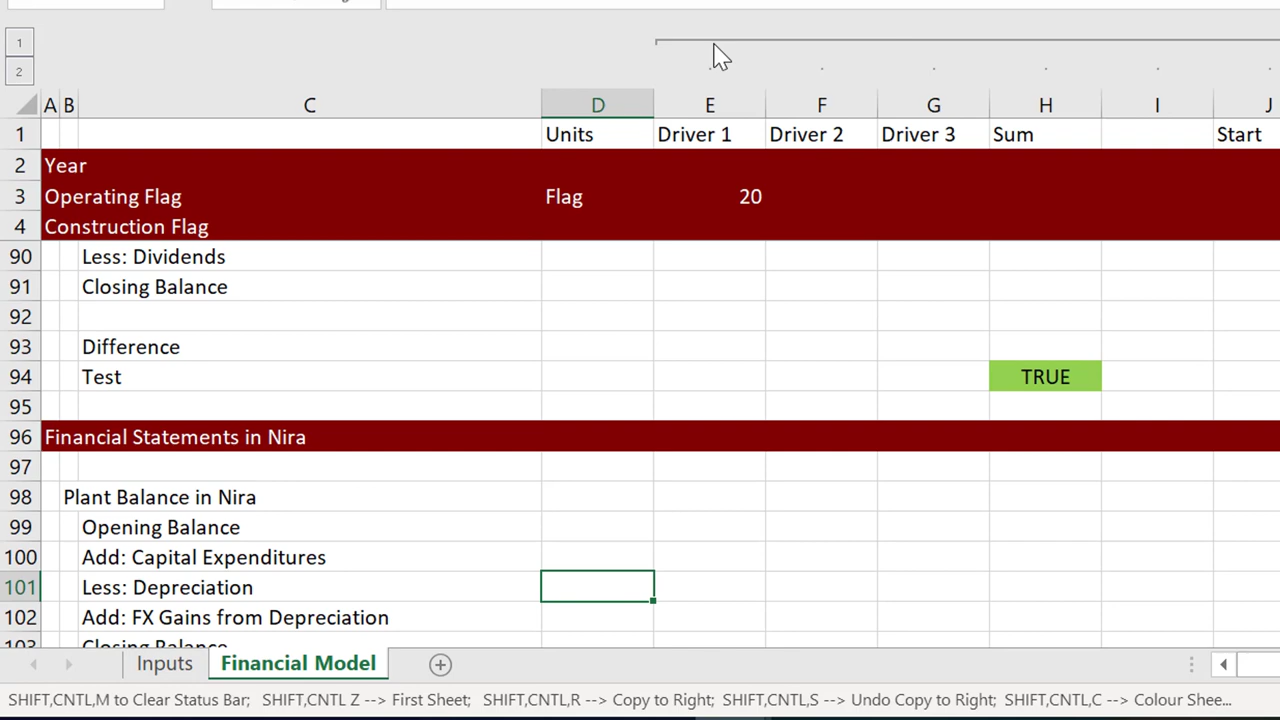 1
2
A B C D E F G H I J
1 Units Driver 1 Driver 2 Driver 3 Sum Start
2 Year
3 Operating Flag Flag 20
4 Construction Flag
90 Less: Dividends
91 Closing Balance
92
93 Difference
94 Test TRUE
95
96 Financial Statements in Nira
97
98 Plant Balance in Nira
99 Opening Balance
100 Add: Capital Expenditures
101 Less: Depreciation
102 Add: FX Gains from Depreciation
103 Closing Balance
Inputs Financial Model
SHIFT,CNTL,M to Clear Status Bar; SHIFT,CNTL Z --> First Sheet; SHIFT,CNTL,R --> Copy to Right; SHIFT,CNTL,S --> Undo Copy to Right; SHIFT,CNTL,C --> Colour Shee...